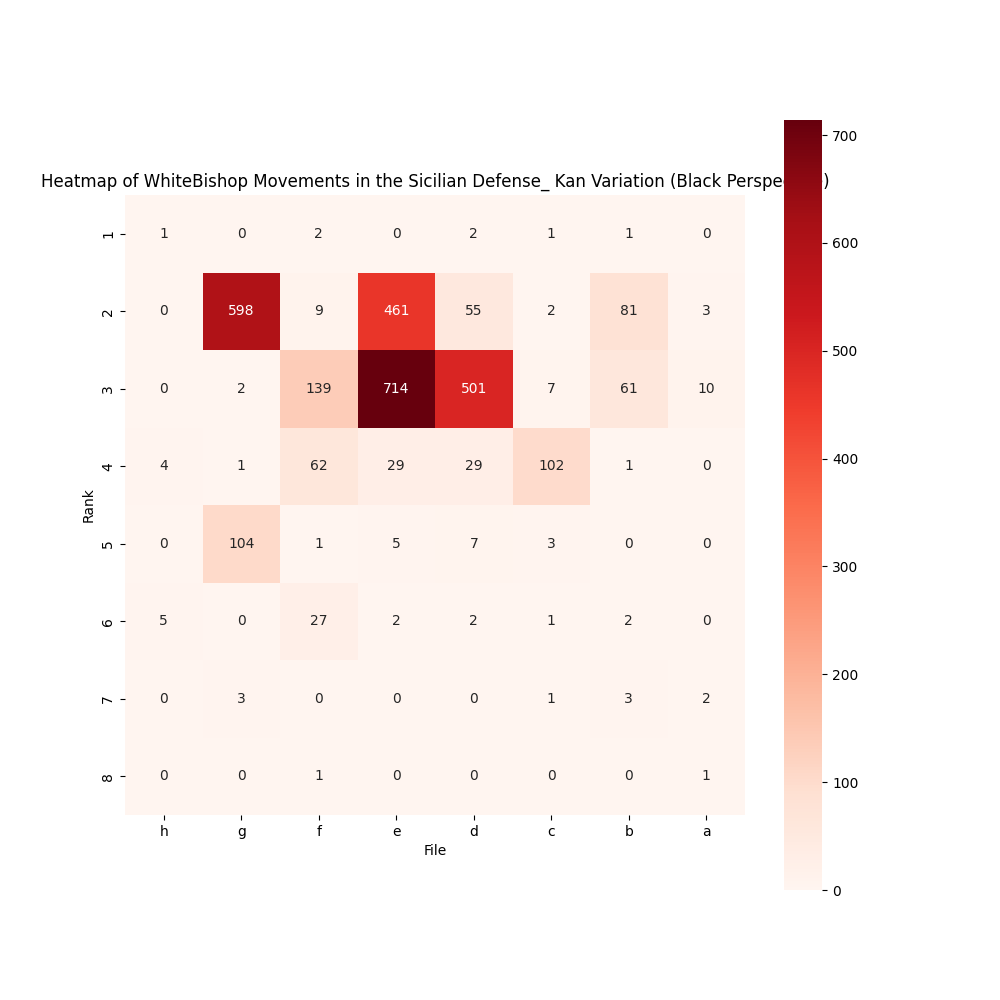 Heatmap of WhiteBishop Movements in the Sicilian Defense_ Kan Variation (Black Perspe )
1 1 0 2 0 2 1 1 0
2 0 598 9 461 55 2 81 3
3 0 2 139 714 501 7 61 10
4 4 1 62 29 29 102 1 0
Rank
5 0 104 1 5 7 3 0 0
6 5 0 27 2 2 1 2 0
7 0 3 0 0 0 1 3 2
8 0 0 1 0 0 0 0 1
h g f e d c b a
File
700
600
500
400
300
200
100
0